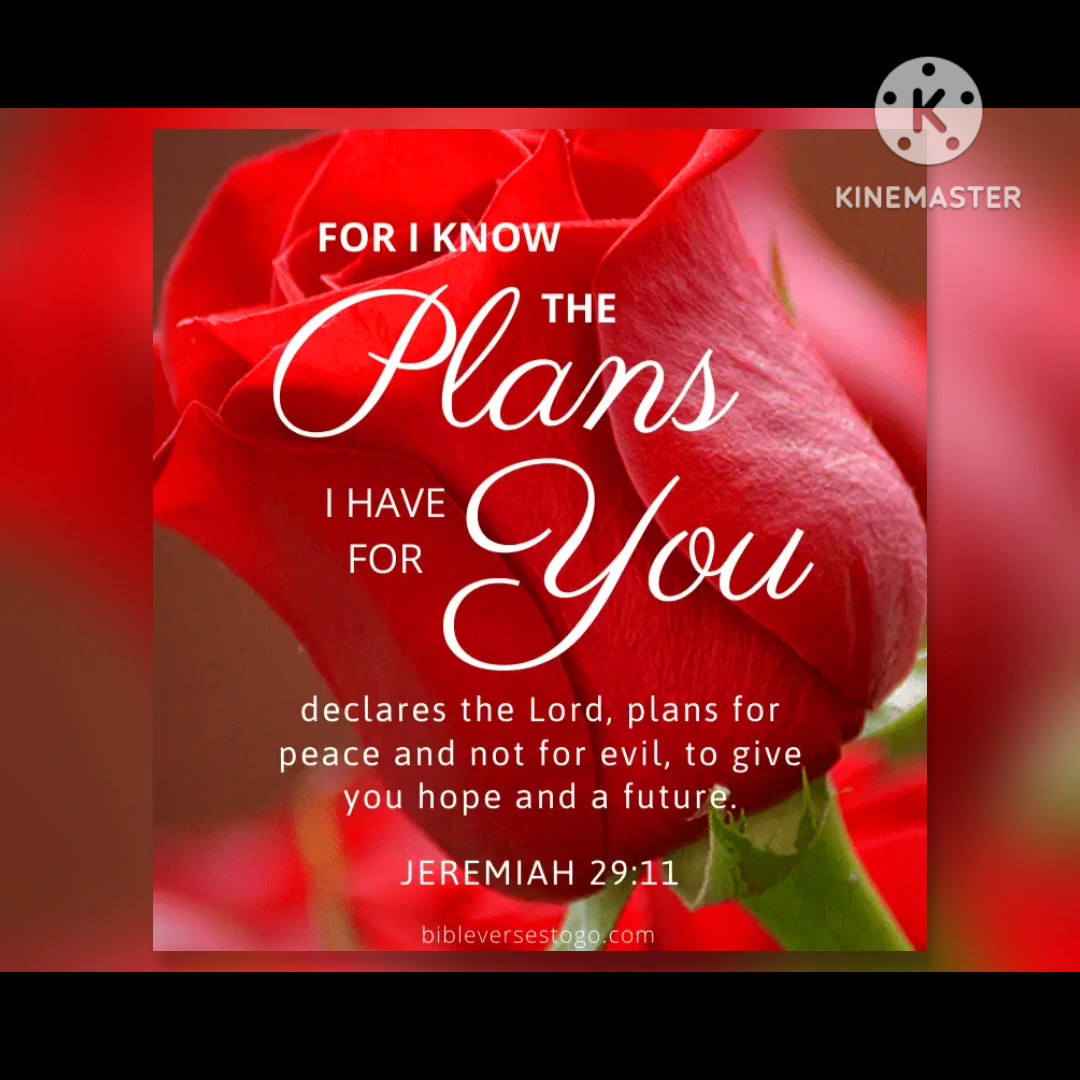 KINEMASTER
FOR I KNOW
THE
Plans
I HAVE
FOR
You
declares the Lord, plans for
peace and not for evil, to give
you hope and a future.
JEREMIAH 29:11
bibleversestogo.com